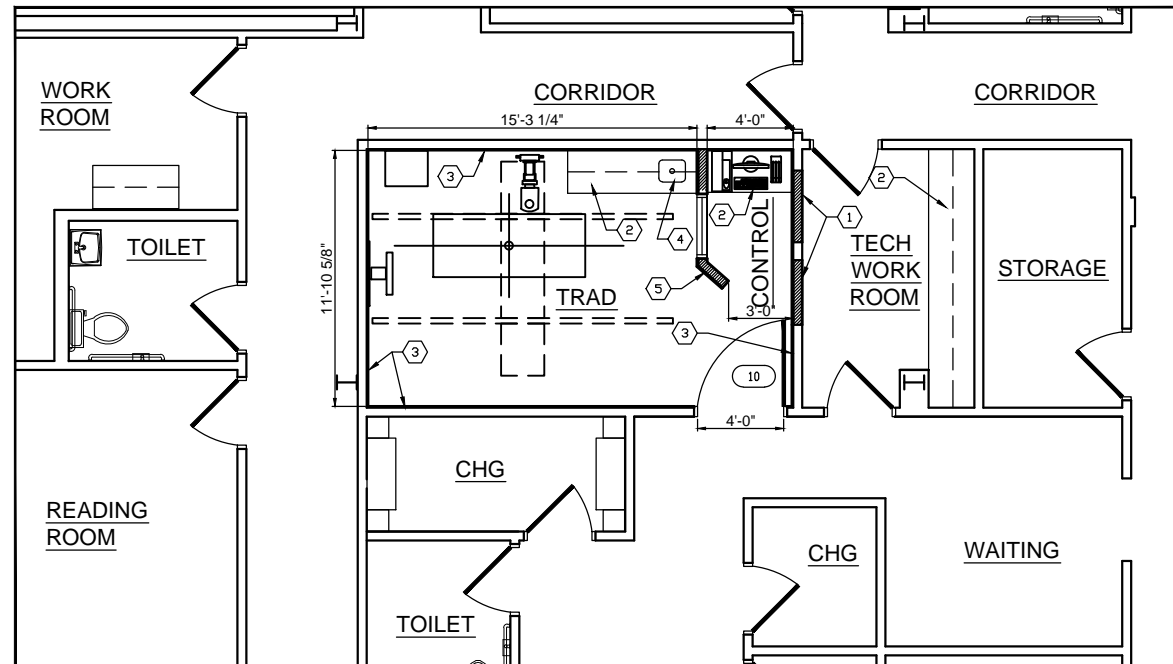 WORK
ROOM
CORRIDOR
CORRIDOR
15'-3 1/4"
4'-0"
3
2
2
2
4
1
TOILET
CONTROL
TECH
WORK
ROOM
STORAGE
11'-10 5/8"
5
TRAD
3'-0"
3
3
10
4'-0"
CHG
READING
ROOM
CHG
WAITING
TOILET